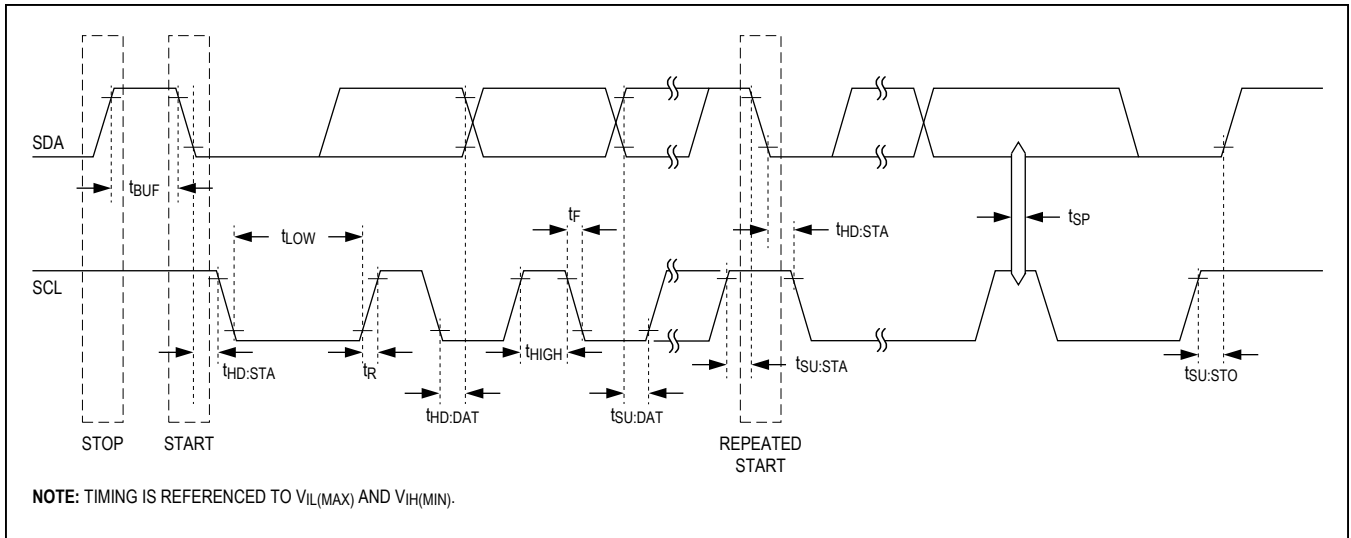 SDA
tBUF
tF
tSP
tHD:STA
tLOW
SCL
tHD:STA
tR
tHIGH
tSU:STA
tSU:STO
tHD:DAT
tSU:DAT
STOP
START
REPEATED
START
NOTE: TIMING IS REFERENCED TO VIL(MAX) AND VIH(MIN).